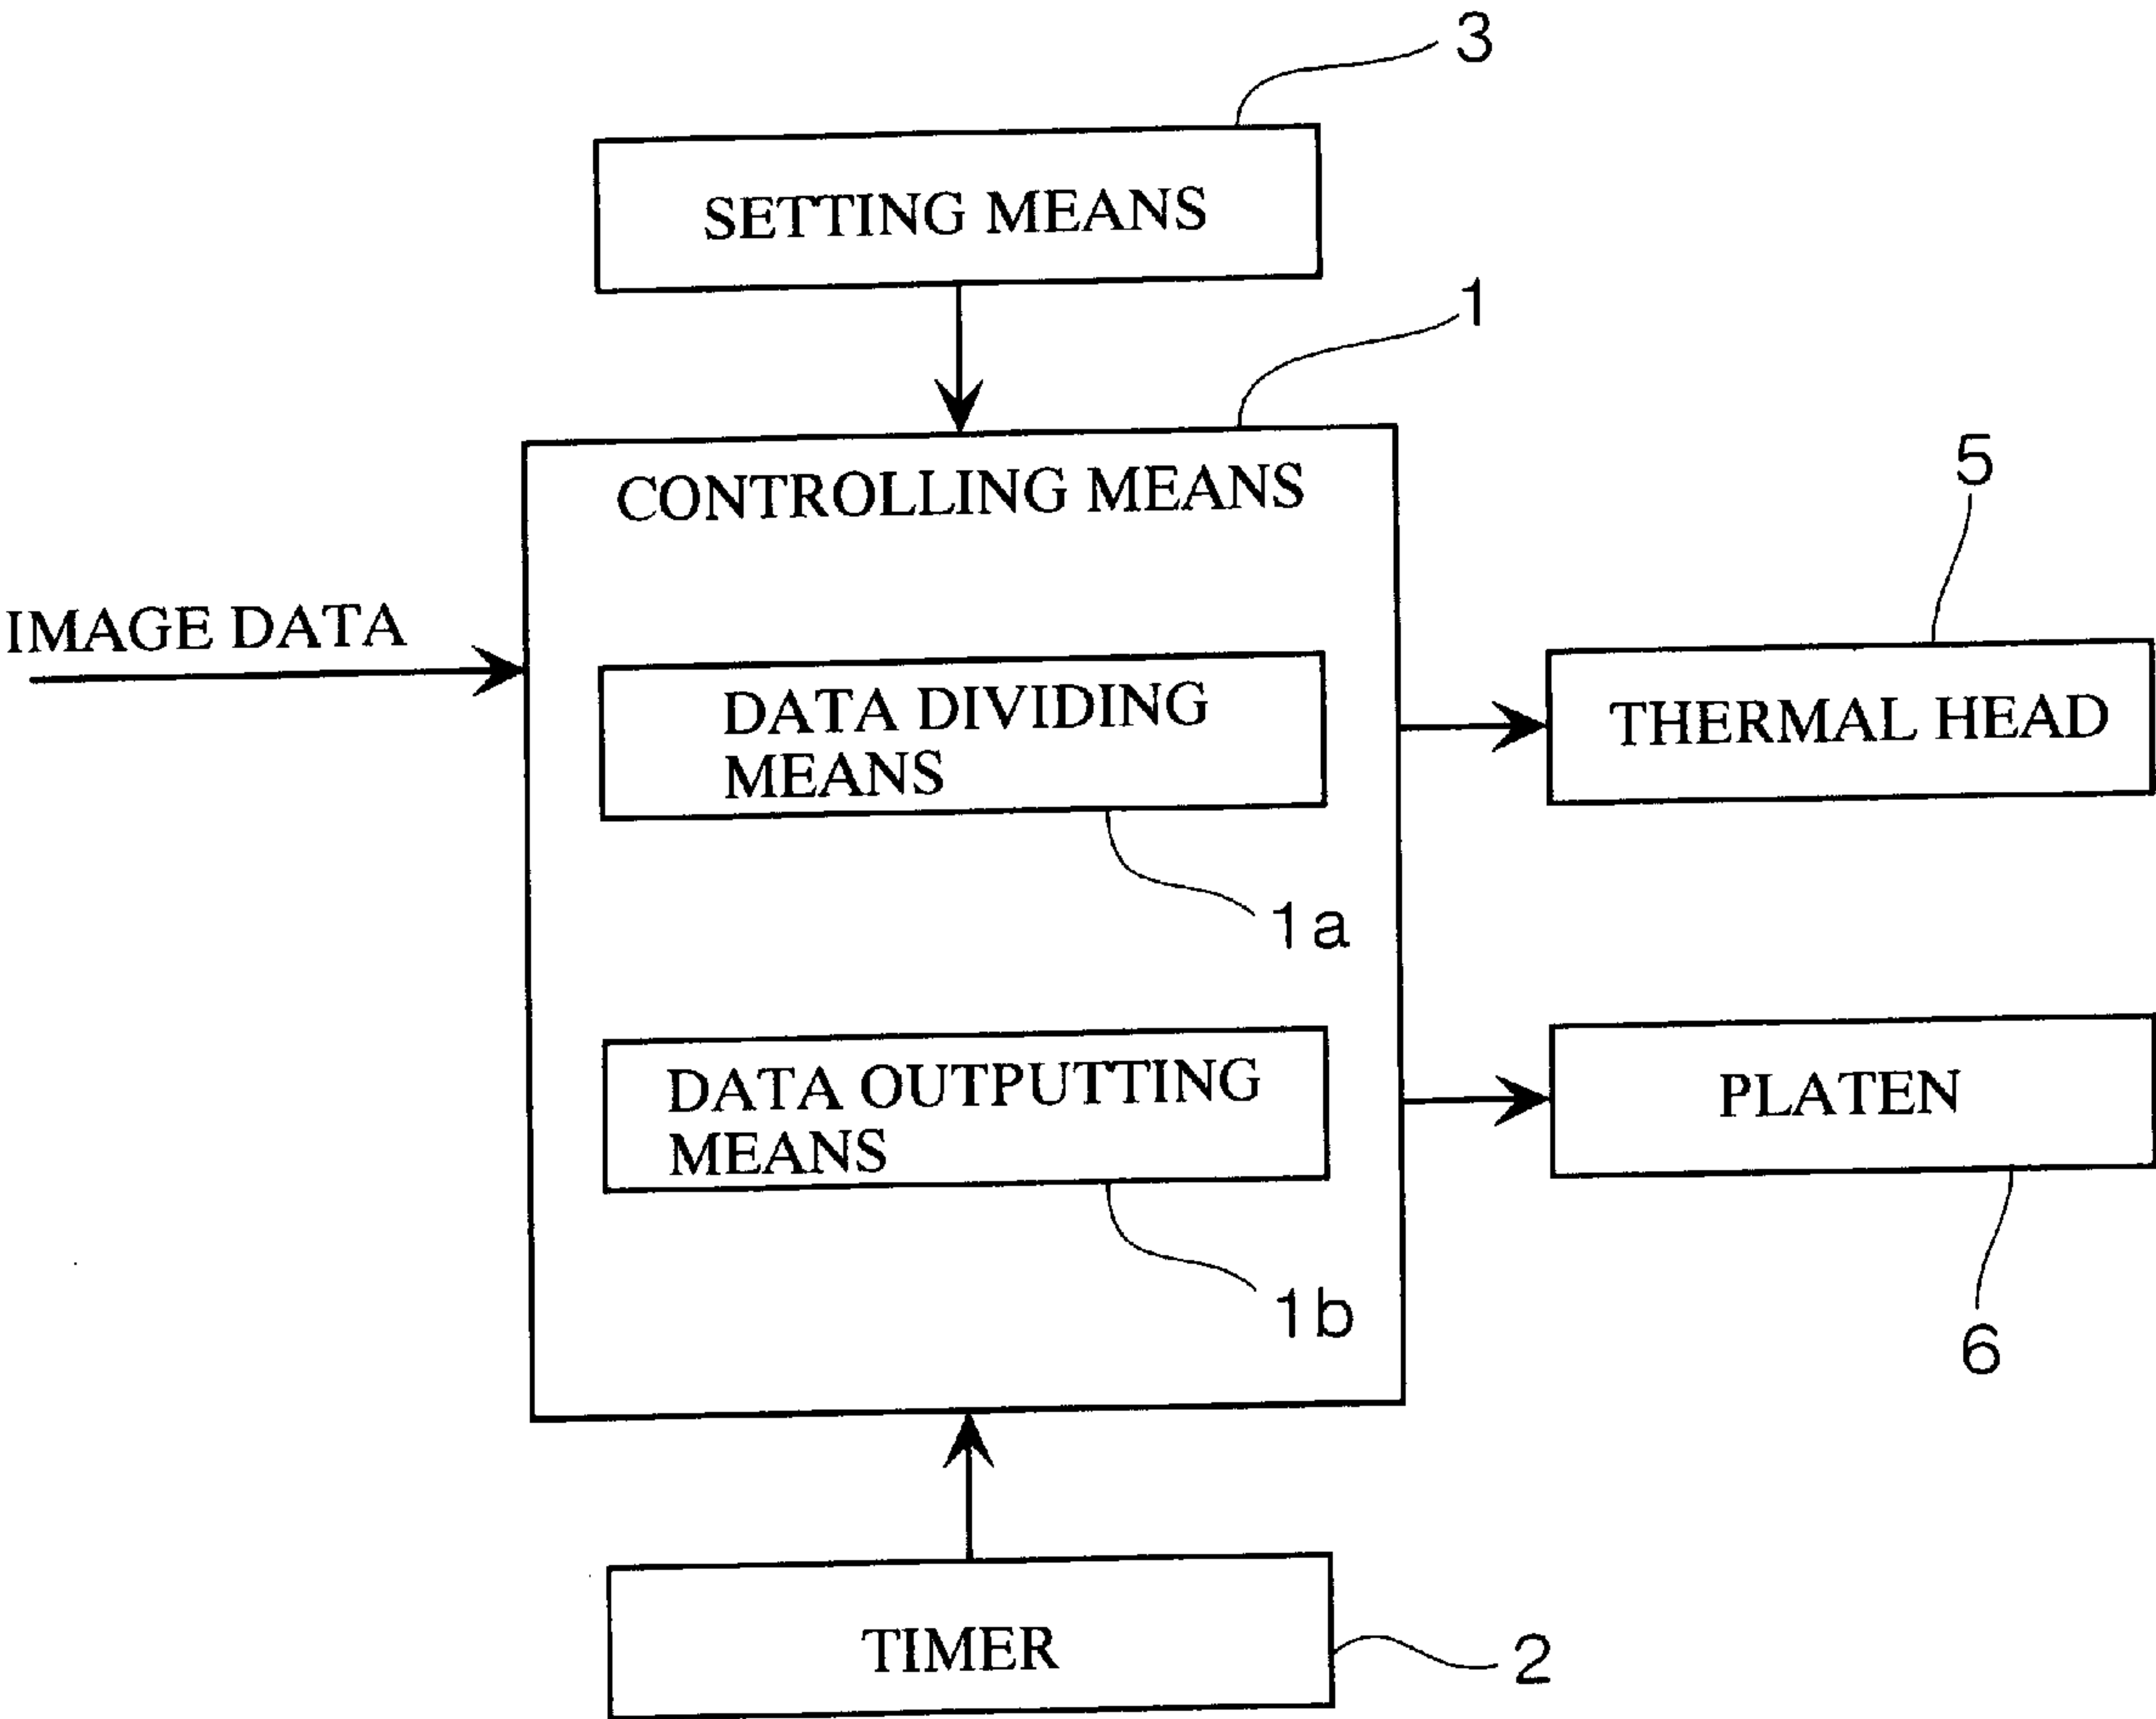 3
SETTING MEANS
1
CONTROLLING MEANS
5
IMAGE DATA
DATA DIVIDING
MEANS
THERMAL HEAD
1a
DATA OUTPUTTING
MEANS
PLATEN
1b
6
TIMER
2